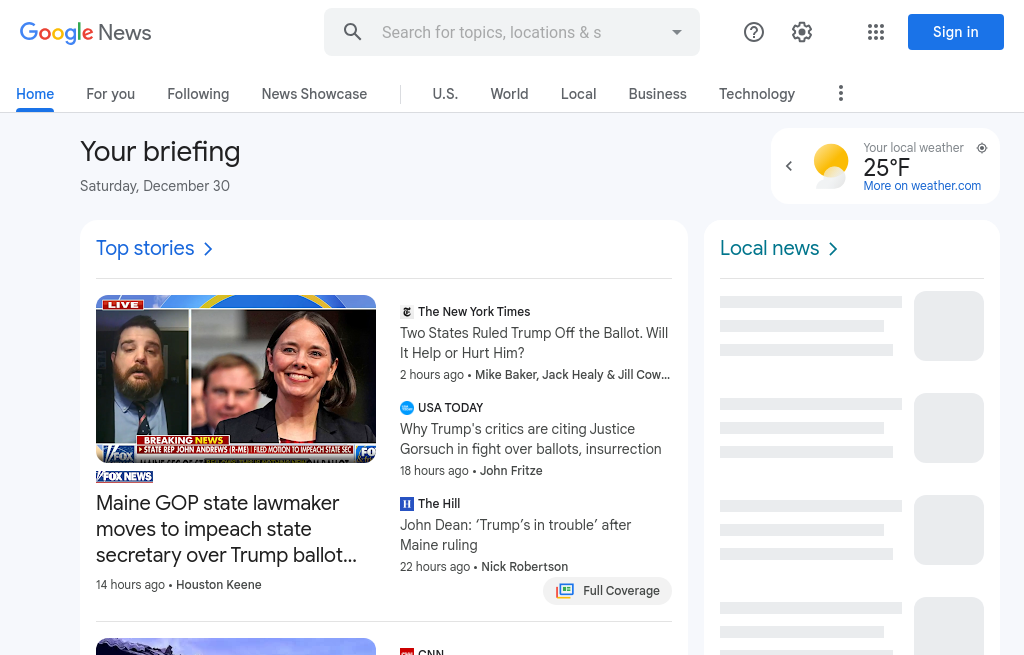 Google News
Search for topics, locations & s
Sign in
Home
For you
Following
News Showcase
U.S.
World
Local
Business
Technology
Your briefing
Saturday, December 30
Your local weather
25°F
More on weather.com
Top stories
Local news
LIVE
BREAKING NEWS
STATE REP JOHN ANDREWS (R-ME) I FILED MOTION TO IMPEACH STATE SEC
FOX
FO
FOX NEWS
Maine GOP state lawmaker
moves to impeach state
secretary over Trump ballot...
14 hours ago • Houston Keene
The New York Times
Two States Ruled Trump Off the Ballot. Will
It Help or Hurt Him?
2 hours ago • Mike Baker, Jack Healy & Jill Cow...
USA TODAY
Why Trump's critics are citing Justice
Gorsuch in fight over ballots, insurrection
18 hours ago • John Fritze
H The Hill
John Dean: ‘Trump’s in trouble’ after
Maine ruling
22 hours ago • Nick Robertson
Full Coverage
CNN